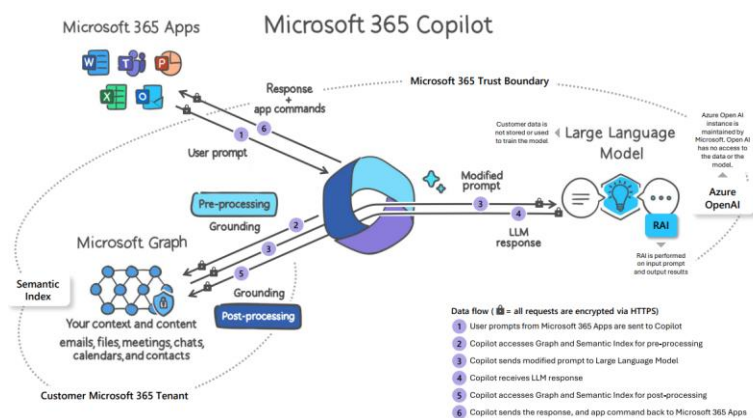 Microsoft 365 Copilot
Microsoft 365 Apps
W
T
P
X
O
Response
+
app commands
6
1
User prompt
Microsoft 365 Trust Boundary
Customer data is
not stored or used
to train the model
Large Language
Model
Azure Open AI
instance is
maintained by
Microsoft. Open AI
has no access to
the data or the
model.
Azure
OpenAI
RAI
RAI is performed
on input prompt
and output results
Modified
prompt
3
4
LLM
response
Pre-processing
Grounding
2
3
5
Grounding
Post-processing
Microsoft Graph
Semantic
Index
Your context and content
emails, files, meetings, chats,
calendars, and contacts
Customer Microsoft 365 Tenant
Data flow ( = all requests are encrypted via HTTPS)
1 User prompts from Microsoft 365 Apps are sent to Copilot
2 Copilot accesses Graph and Semantic Index for pre-processing
3 Copilot sends modified prompt to Large Language Model
4 Copilot receives LLM response
5 Copilot accesses Graph and Semantic Index for post-processing
6 Copilot sends the response, and app command back to Microsoft 365 Apps